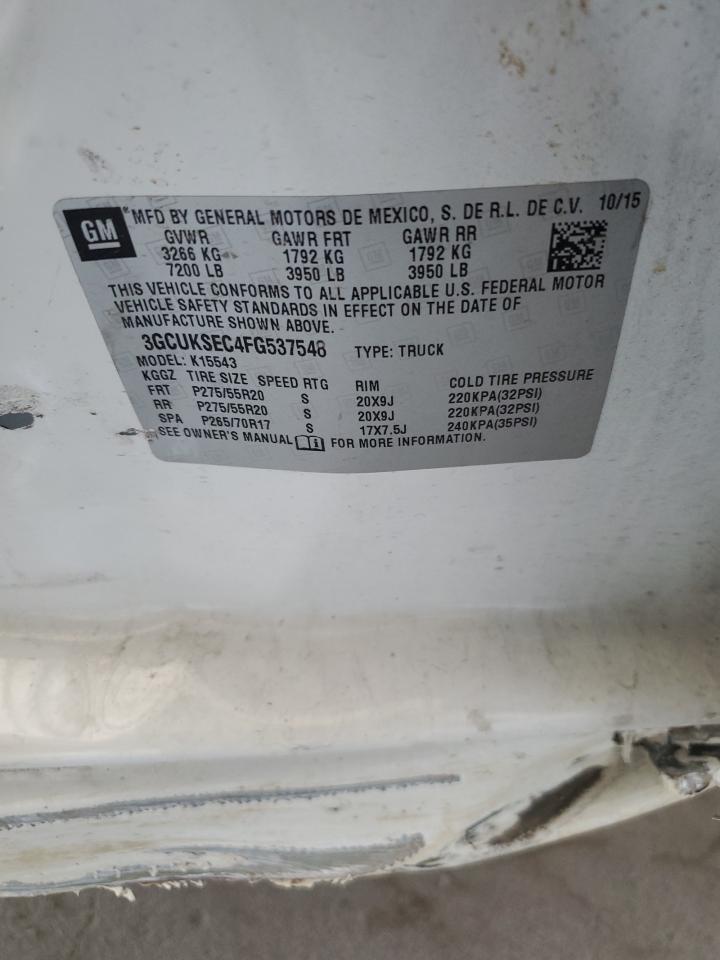 GM
MFD BY GENERAL MOTORS DE MEXICO, S. DE R.L. DE C.V. 10/15
GVWR GAWR FRT GAWR RR
3266 KG 1792 KG 1792 KG
7200 LB 3950 LB 3950 LB
THIS VEHICLE CONFORMS TO ALL APPLICABLE U.S. FEDERAL MOTOR
VEHICLE SAFETY STANDARDS IN EFFECT ON THE DATE OF
MANUFACTURE SHOWN ABOVE.
3GCUKSEC4FG537548 TYPE: TRUCK
MODEL: K15543
KGGZ TIRE SIZE SPEED RTG RIM COLD TIRE PRESSURE
FRT P275/55R20 S 20X9J 220KPA(32PSI)
RR P275/55R20 S 20X9J 220KPA(32PSI)
SPA P265/70R17 S 17X7.5J 240KPA(35PSI)
SEE OWNER'S MANUAL FOR MORE INFORMATION.